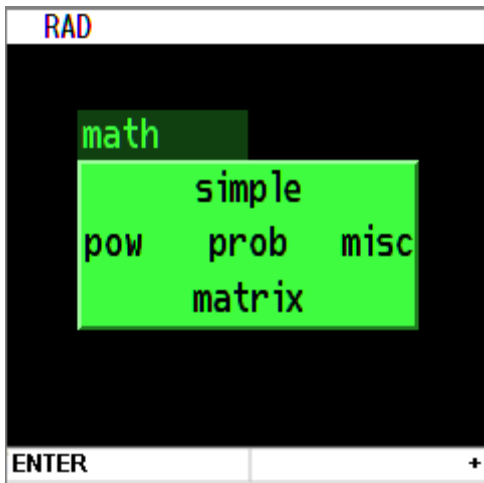 RAD
math
simple
pow prob misc
matrix
ENTER +